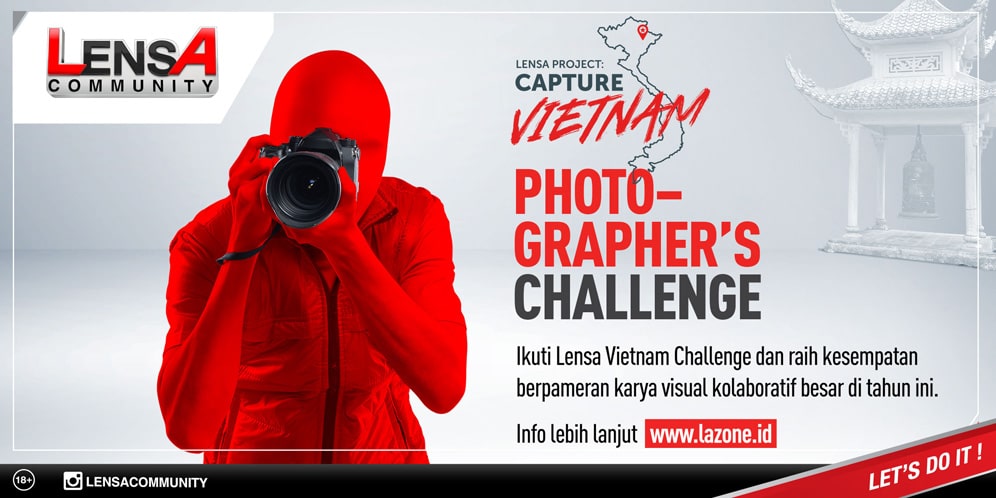 LENSA
COMMUNITY
LENSA PROJECT:
CAPTURE
VIETNAM
PHOTO–
GRAPHER'S
CHALLENGE
Ikuti Lensa Vietnam Challenge dan raih kesempatan
berpameran karya visual kolaboratif besar di tahun ini.
Info lebih lanjut www.lazone.id
18+ LENSACOMMUNITY
LET'S DO IT !